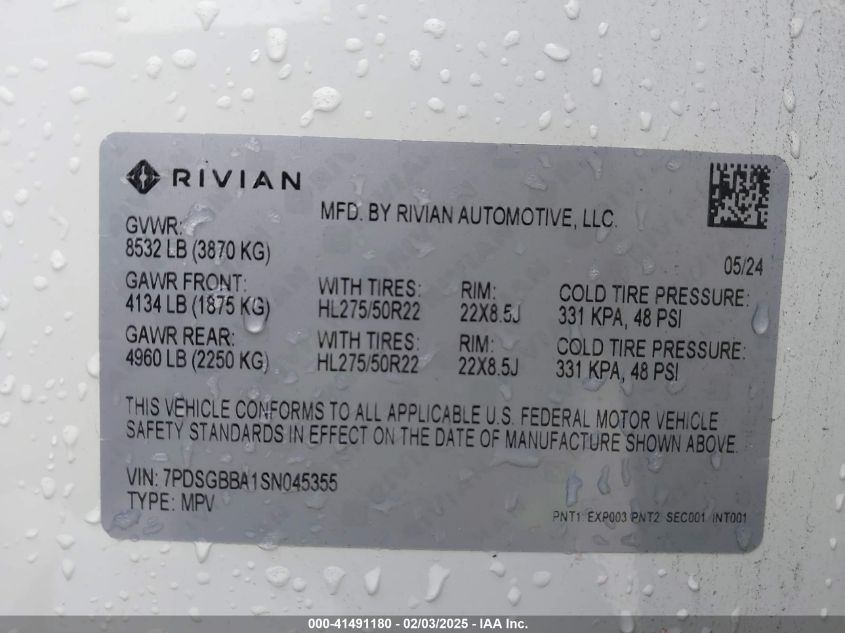 RIVIAN
MFD. BY RIVIAN AUTOMOTIVE, LLC.
GVWR:
8532 LB (3870 KG)
05/24
GAWR FRONT: WITH TIRES: RIM: COLD TIRE PRESSURE:
4134 LB (1875 KG) HL275/50R22 22X8.5J 331 KPA, 48 PSI
GAWR REAR: WITH TIRES: RIM: COLD TIRE PRESSURE:
4960 LB (2250 KG) HL275/50R22 22X8.5J 331 KPA, 48 PSI
THIS VEHICLE CONFORMS TO ALL APPLICABLE U.S. FEDERAL MOTOR VEHICLE
SAFETY STANDARDS IN EFFECT ON THE DATE OF MANUFACTURE SHOWN ABOVE.
VIN: 7PDSGBBA1SN045355
TYPE: MPV
PNT1: EXP003 PNT2: SEC001 INT001
000-41491180 - 02/03/2025 - IAA Inc.